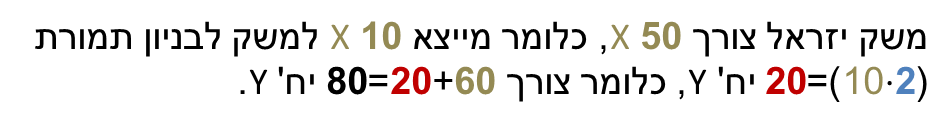 משק יזראל צורך 50 X, כלומר מייצא 10 X למשק לבניון תמורת
(10·2)=20 יח' Y, כלומר צורך 60+20=80 יח' Y.